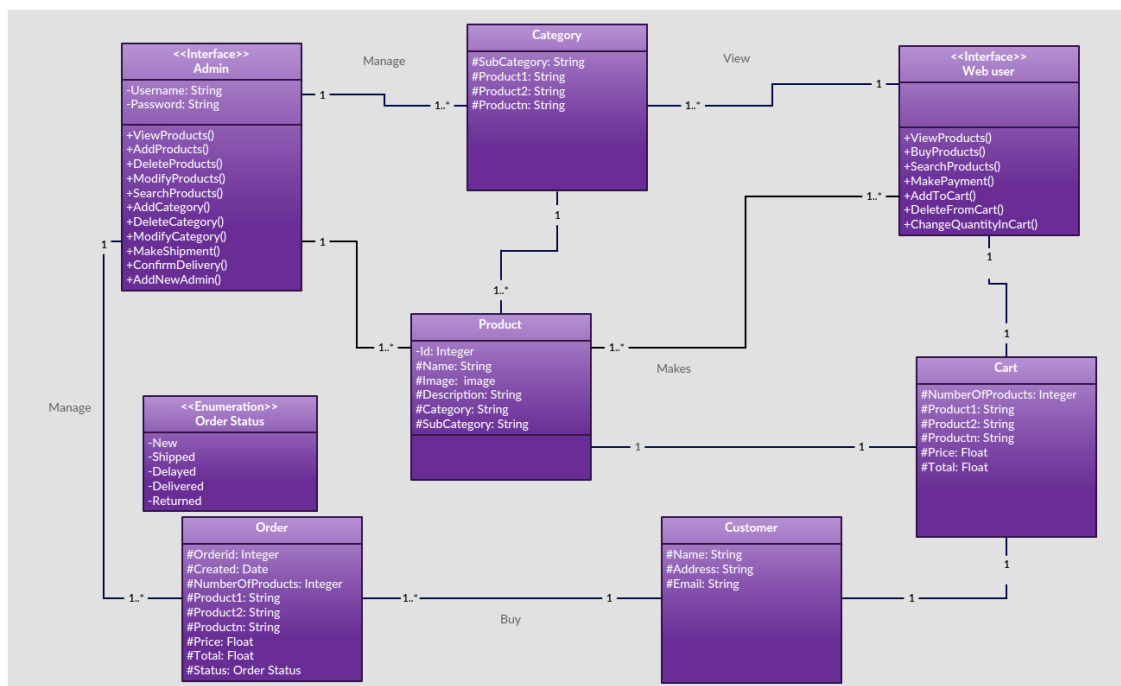 <<Interface>>
Admin
-Username: String
-Password: String
+ViewProducts()
+AddProducts()
+DeleteProducts()
+ModifyProducts()
+SearchProducts()
+AddCategory()
+DeleteCategory()
+ModifyCategory()
+MakeShipment()
+ConfirmDelivery()
+AddNewAdmin()
1
Manage
1..*
Category
#SubCategory: String
#Product1: String
#Product2: String
#Productn: String
1..*
View
1
<<Interface>>
Web user
+ViewProducts()
+BuyProducts()
+SearchProducts()
+MakePayment()
+AddToCart()
+DeleteFromCart()
+ChangeQuantityInCart()
1
1..*
1..*
1
1
1
1..*
Product
-Id: Integer
#Name: String
#Image:  image
#Description: String
#Category: String
#SubCategory: String
1..*
1..*
Makes
1
1
1
Cart
#NumberOfProducts: Integer
#Product1: String
#Product2: String
#Productn: String
#Price: Float
#Total: Float
Manage
<<Enumeration>>
Order Status
-New
-Shipped
-Delayed
-Delivered
-Returned
Order
#Orderid: Integer
#Created: Date
#NumberOfProducts: Integer
#Product1: String
#Product2: String
#Productn: String
#Price: Float
#Total: Float
#Status: Order Status
1..*
1..*
Buy
1
Customer
#Name: String
#Address: String
#Email: String
1
1